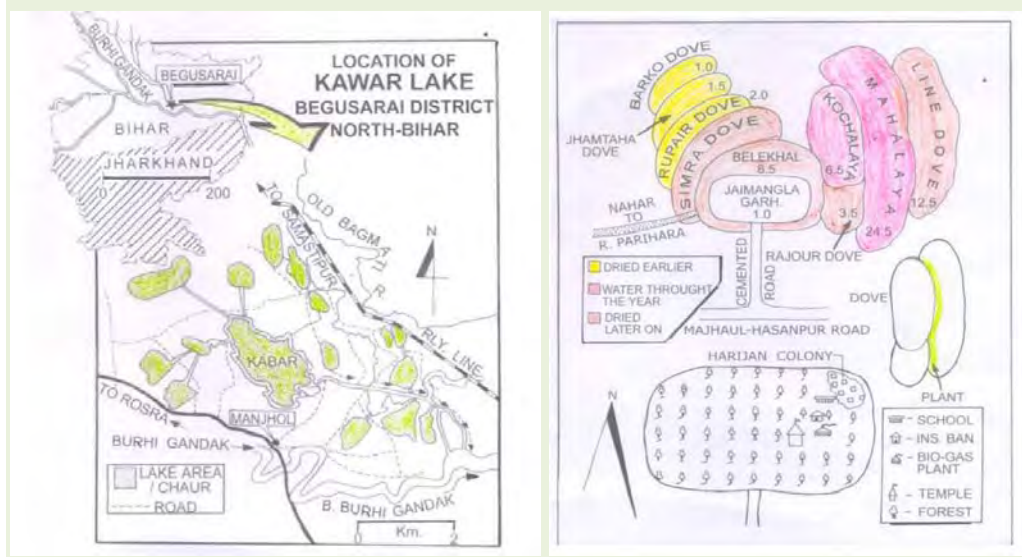 LOCATION OF
KAWAR LAKE
BEGUSARAI DISTRICT
NORTH-BIHAR
BURHI GANDAK
BEGUSARAI
BIHAR
JHARKHAND
0 200
TO SAMASTIPUR
OLD BAGMATI R.
N
RLY LINE
KABAR
TO ROSRA
MANJHOL
BURHI GANDAK
B. BURHI GANDAK
LAKE AREA
/ CHAUR
ROAD
Km.
0 2
BARKO DOVE
1.0
1.5
JHAMTAHA
DOVE
RUPAIR DOVE
2.0
SIMRA DOVE
BELEKHAL
8.5
JAIMANGLA
GARH.
1.0
KOCHALAYA
6.5
MAHALAYA
24.5
LINE DOVE
12.5
3.5
RAJOUR DOVE
NAHAR
TO
R. PARIHARA
CEMENTED
ROAD
DRIED EARLIER
WATER THROUGHT
THE YEAR
DRIED
LATER ON
MAJHAUL-HASANPUR ROAD
DOVE
PLANT
HARIJAN COLONY
N
- SCHOOL
- INS. BAN
- BIO-GAS
PLANT
- TEMPLE
- FOREST